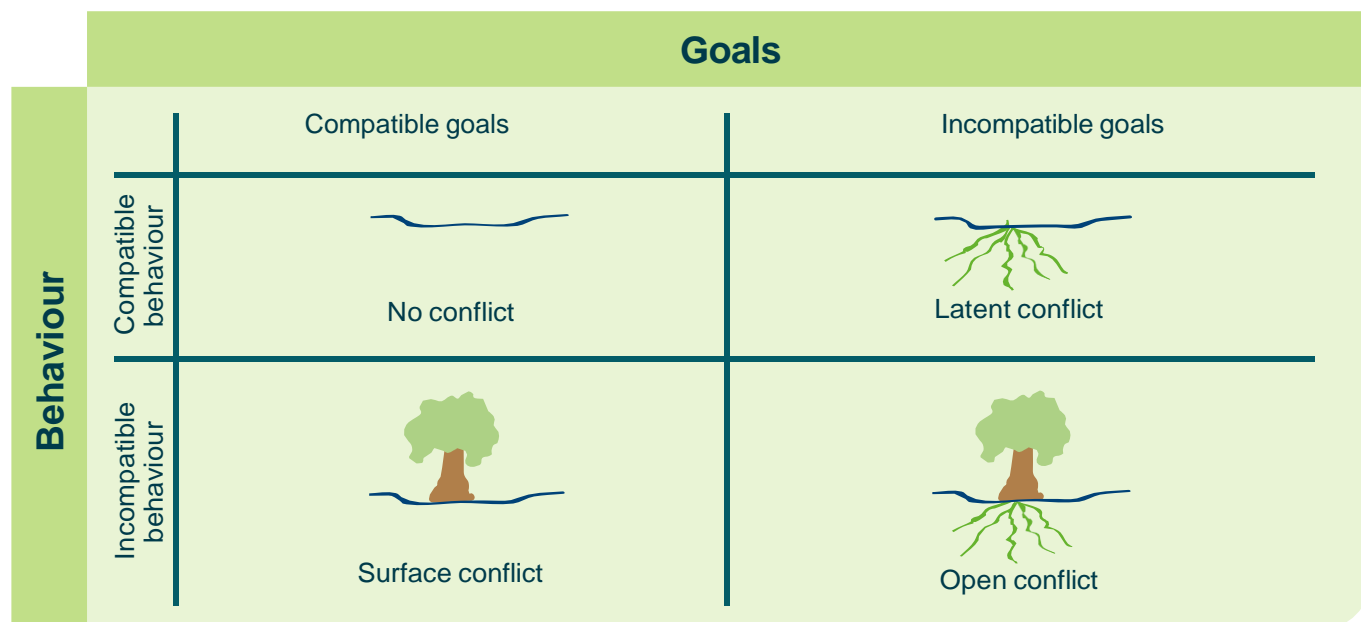 Goals
Behaviour
Compatible goals
Incompatible goals
Compatible
behaviour
No conflict
Latent conflict
Incompatible
behaviour
Surface conflict
Open conflict